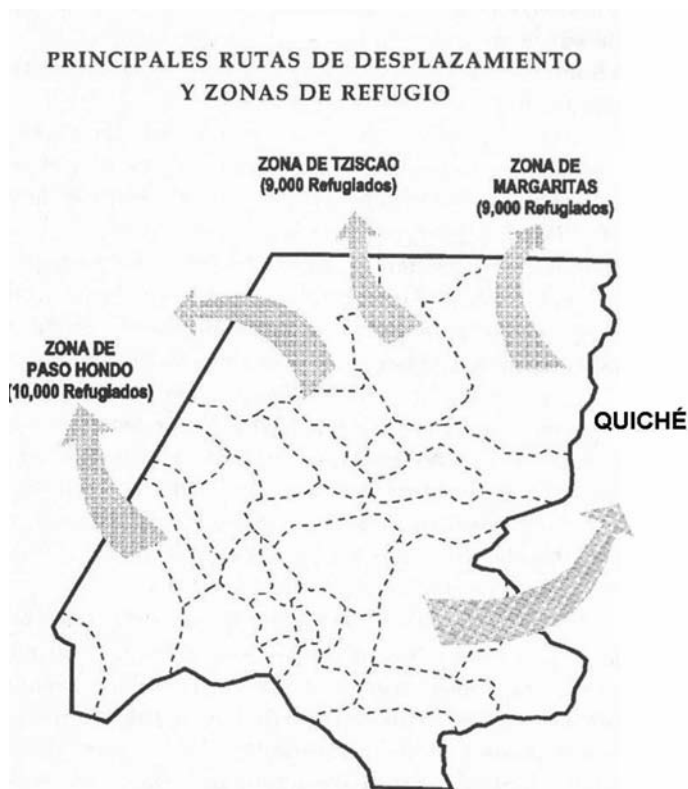 PRINCIPALES RUTAS DE DESPLAZAMIENTO
Y ZONAS DE REFUGIO
ZONA DE TZISCAO
(9,000 Refugiados)
ZONA DE
MARGARITAS
(9,000 Refugiados)
ZONA DE
PASO HONDO
(10,000 Refugiados)
QUICHÉ